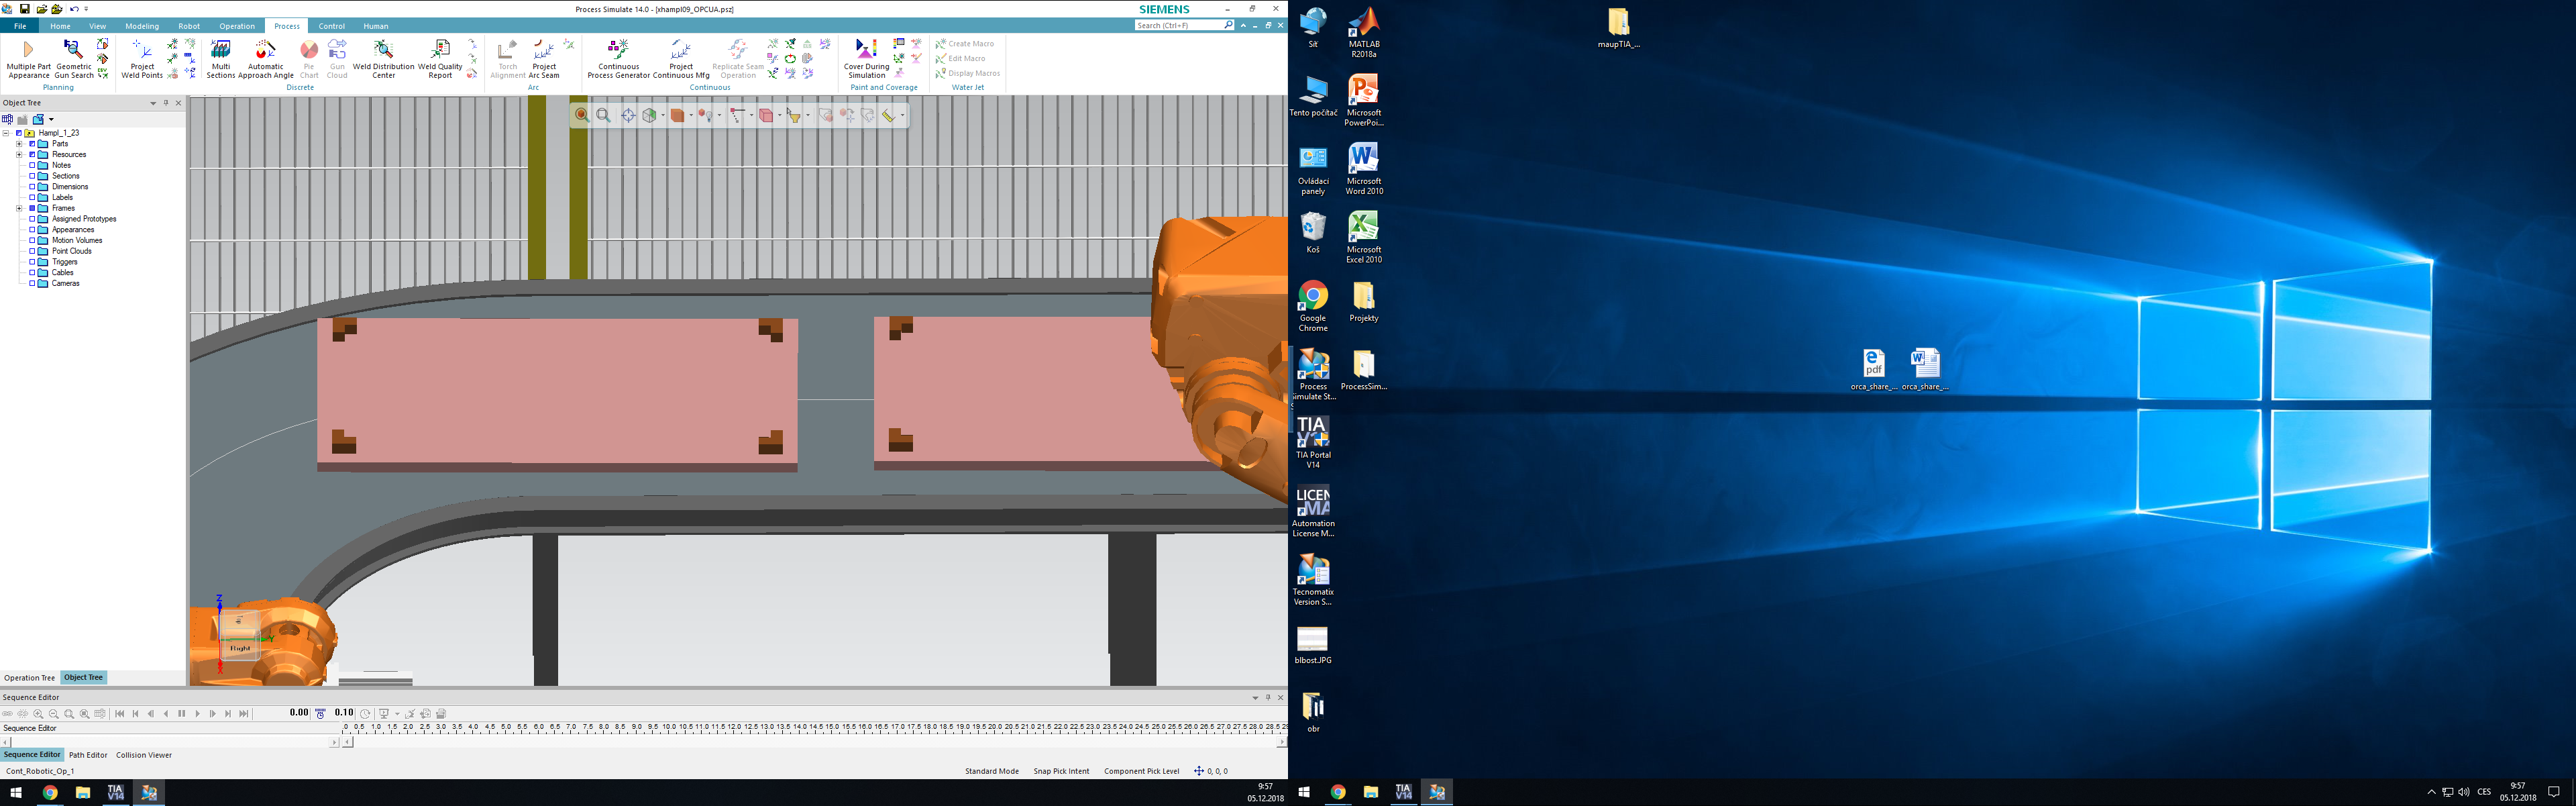 Process Simulate 14.0 - [xhampl09_OPCUA.psz]
SIEMENS
File Home View Modeling Robot Operation Process Control Human
Search (Ctrl+F)
Multiple Part Appearance
Geometric Gun Search
Project Weld Points
Multi Sections
Automatic Approach Angle
Pie Chart
Gun Cloud
Weld Distribution Center
Weld Quality Report
Torch Alignment
Project Arc Seam
Continuous Process Generator
Project Continuous Mfg
Replicate Seam Operation
Cover During Simulation
Create Macro
Edit Macro
Display Macros
Planning Discrete Arc Continuous Paint and Coverage Water Jet
Object Tree
Hampl_1_23
Parts
Resources
Notes
Sections
Dimensions
Labels
Frames
Assigned Prototypes
Appearances
Motion Volumes
Point Clouds
Triggers
Cables
Cameras
Z
Right
X
Operation Tree Object Tree
Sequence Editor
0.00 0.10
Sequence Editor
.0 0.5 1.0 1.5 2.0 2.5 3.0 3.5 4.0 4.5 5.0 5.5 6.0 6.5 7.0 7.5 8.0 8.5 9.0 9.5 10.0 10.5 11.0 11.5 12.0 12.5 13.0 13.5 14.0 14.5 15.0 15.5 16.0 16.5 17.0 17.5 18.0 18.5 19.0 19.5 20.0 20.5 21.0 21.5 22.0 22.5 23.0 23.5 24.0 24.5 25.0 25.5 26.0 26.5 27.0 27.5 28.0 28.5
Sequence Editor Path Editor Collision Viewer
Cont_Robotic_Op_1
Standard Mode Snap Pick Intent Component Pick Level 0, 0, 0
TIA V14
9:57
05.12.2018
Síť
MATLAB R2018a
maupTIA_...
Tento počítač
Microsoft PowerPoi...
Ovládací panely
Microsoft Word 2010
Koš
Microsoft Excel 2010
Google Chrome
Projekty
Process Simulate St...
ProcessSim...
orca_share_...
orca_share_...
pdf
TIA
TIA Portal V14
Automation License M...
Tecnomatix Version S...
blbost.JPG
obr
TIA V14
CES
9:57
05.12.2018